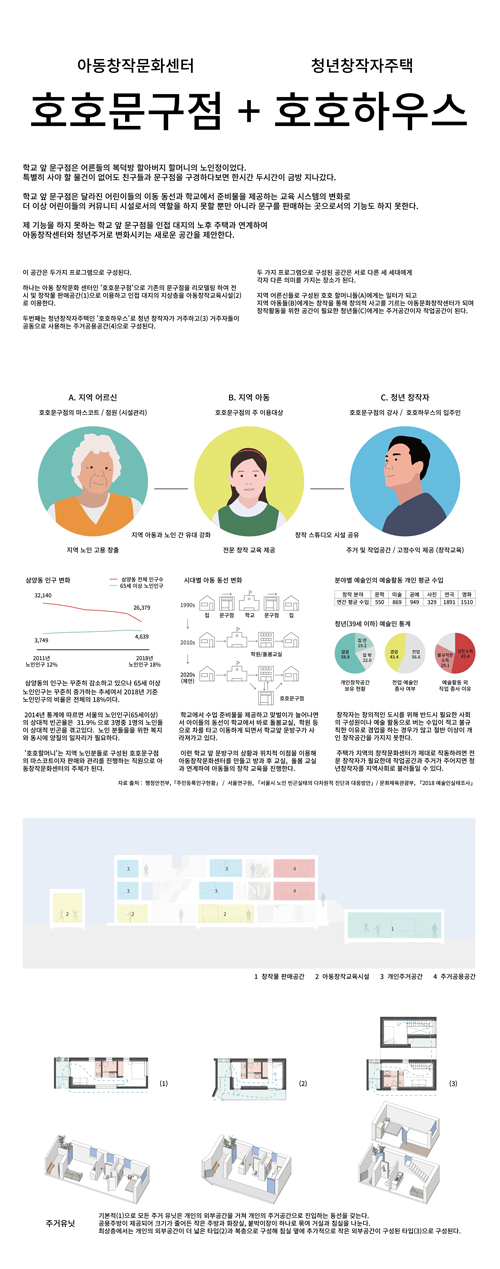 아동창작문화센터
청년창작자주택
호호문구점 + 호호하우스
학교 앞 문구점은 어른들의 복덕방 할아버지 할머니의 노인정이었다.
특별히 사야 할 물건이 없어도 친구들과 문구점을 구경하다보면 한시간 두시간이 금방 지나갔다.
학교 앞 문구점은 달라진 어린이들의 이동 동선과 학교에서 준비물을 제공하는 교육 시스템의 변화로
더 이상 어린이들의 커뮤니티 시설로서의 역할을 하지 못할 뿐만 아니라 문구를 판매하는 곳으로서의 기능도 하지 못한다.
제 기능을 하지 못하는 학교 앞 문구점을 인접 대지의 노후 주택과 연계하여
아동창작센터와 청년주거로 변화시키는 새로운 공간을 제안한다.
이 공간은 두가지 프로그램으로 구성된다.
하나는 아동 창작문화 센터인 '호호문구점'으로 기존의 문구점을 리모델링 하여 전
시 및 창작물 판매공간(1)으로 이용하고 인접 대지의 지상층을 아동창작교육시설(2)
로 이용한다.
두번째는 청년창작자주택인 '호호하우스'로 청년 창작자가 거주하고(3) 거주자들이
공동으로 사용하는 주거공용공간(4)으로 구성된다.
두 가지 프로그램으로 구성된 공간은 서로 다른 세 세대에게
각자 다른 의미를 가지는 장소가 된다.
지역 어르신들로 구성된 호호 할머니들(A)에게는 일터가 되고
지역 아동들(B)에게는 창작을 통해 창의적 사고를 기르는 아동문화창작센터가 되며
창작활동을 위한 공간이 필요한 청년들(C)에게는 주거공간이자 작업공간이 된다.
A. 지역 어르신
호호문구점의 마스코트 / 점원 (시설관리)
B. 지역 아동
호호문구점의 주 이용대상
C. 청년 창작자
호호문구점의 강사 / 호호하우스의 입주민
지역 아동과 노인 간 유대 강화
창작 스튜디오 시설 공유
지역 노인 고용 창출
전문 창작 교육 제공
주거 및 작업공간 / 고정수익 제공 (창작교육)
삼양동 인구 변화
삼양동 전체 인구수
65세 이상 노인인구
32,140
26,379
3,749
4,639
2011년
노인인구 12%
2018년
노인인구 18%
삼양동의 인구는 꾸준히 감소하고 있으나 65세 이상
노인인구는 꾸준히 증가하는 추세여서 2018년 기준
노인인구의 비율은 전체의 18%이다.
2014년 통계에 따르면 서울의 노인인구(65세이상)
의 상대적 빈곤율은 31.9% 으로 3명중 1명의 노인들
이 상대적 빈곤을 겪고있다. 노인 분들을을 위한 복지
와 동시에 양질의 일자리가 필요하다.
'호호할머니'는 지역 노인분들로 구성된 호호문구점
의 마스코트이자 판매와 관리를 진행하는 직원으로 아
동창작문화센터의 주체가 된다.
시대별 아동 동선 변화
1990s
집 문구점 학교 문구점 집
2010s
학원/돌봄교실
2020s
(제안)
호호문구점
학교에서 수업 준비물을 제공하고 맞벌이가 늘어나면
서 아이들의 동선이 학교에서 바로 돌봄교실, 학원 등
으로 차를 타고 이동하게 되면서 학교앞 문방구가 사
라져가고 있다.
이런 학교 앞 문방구의 상황과 위치적 이점을 이용해
아동창작문화센터를 만들고 방과 후 교실, 돌봄 교실
과 연계하여 아동들의 창작 교육을 진행한다.
분야별 예술인의 예술활동 개인 평균 수입
창작 분야 문학 미술 공예 사진 연극 영화
연간 평균 수입 550 869 949 329 1891 1510
청년(39세 이하) 예술인 통계
없음 58.8
집 안 19.2
집 밖 22.0
겸업 43.4
전업 56.6
불규칙한 소득 29.1
낮은소득 43.4
개인창작공간
보유 현황
전업 예술인
종사 여부
예술활동 외
직업 종사 이유
창작자는 창의적인 도시를 위해 반드시 필요한 사회
의 구성원이나 예술 활동으로 버는 수입이 적고 불규
칙한 이유로 겸업을 하는 경우가 많고 절반 이상이 개
인 창작공간을 가지지 못한다.
주택가 지역의 창작문화센터가 제대로 작동하려면 전
문 창작자가 필요한데 작업공간과 주거가 주어지면 청
년창작자를 지역사회로 불러들일 수 있다.
자료 출처 : 행정안전부,「주민등록인구현황」 / 서울연구원, 「서울시 노인 빈곤실태의 다차원적 진단과 대응방안」 / 문화체육관광부, 「2018 예술인실태조사」
3 3 4
3 3 4
2 2 2
1
1 창작물 판매공간 2 아동창작교육시설 3 개인주거공간 4 주거공용공간
(1)
(2)
(3)
주거유닛
기본적(1)으로 모든 주거 유닛은 개인의 외부공간을 거쳐 개인의 주거공간으로 진입하는 동선을 갖는다.
공용주방이 제공되어 크기가 줄어든 작은 주방과 화장실, 붙박이장이 하나로 묶여 거실과 침실을 나눈다.
최상층에서는 개인의 외부공간이 더 넓은 타입(2)과 복층으로 구성해 침실 옆에 추가적으로 작은 외부공간이 구성된 타입(3)으로 구성된다.